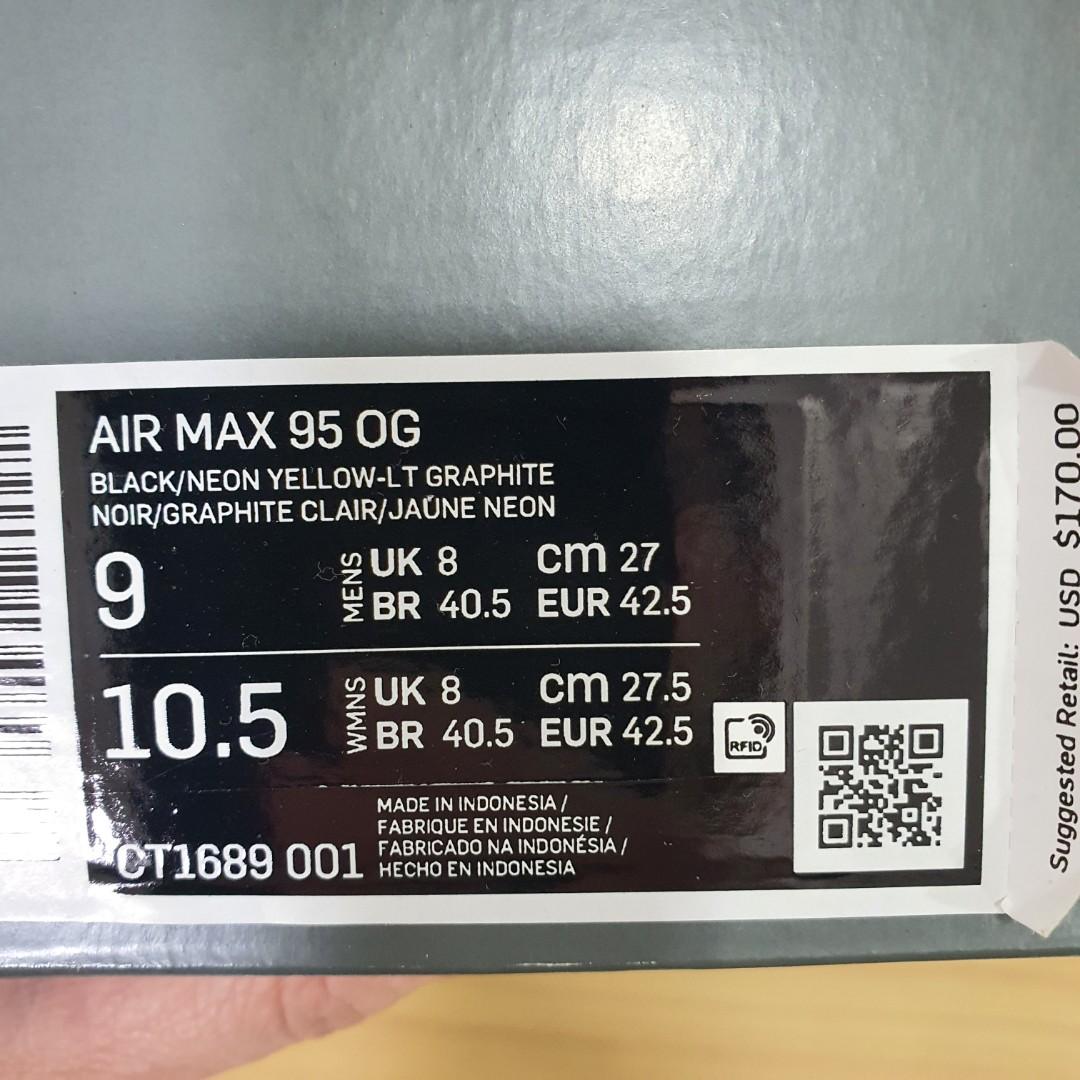 AIR MAX 95 OG
BLACK/NEON YELLOW-LT GRAPHITE
NOIR/GRAPHITE CLAIR/JAÛNE NEON
9
MENS
UK 8 cm 27
BR 40.5 EUR 42.5
10.5
WMNS
UK 8 cm 27.5
BR 40.5 EUR 42.5
RFID
MADE IN INDONESIA /
FABRIQUE EN INDONESIE /
FABRICADO NA INDONÉSIA /
HECHO EN INDONESIA
CT1689 001
Suggested Retail: USD $170.00